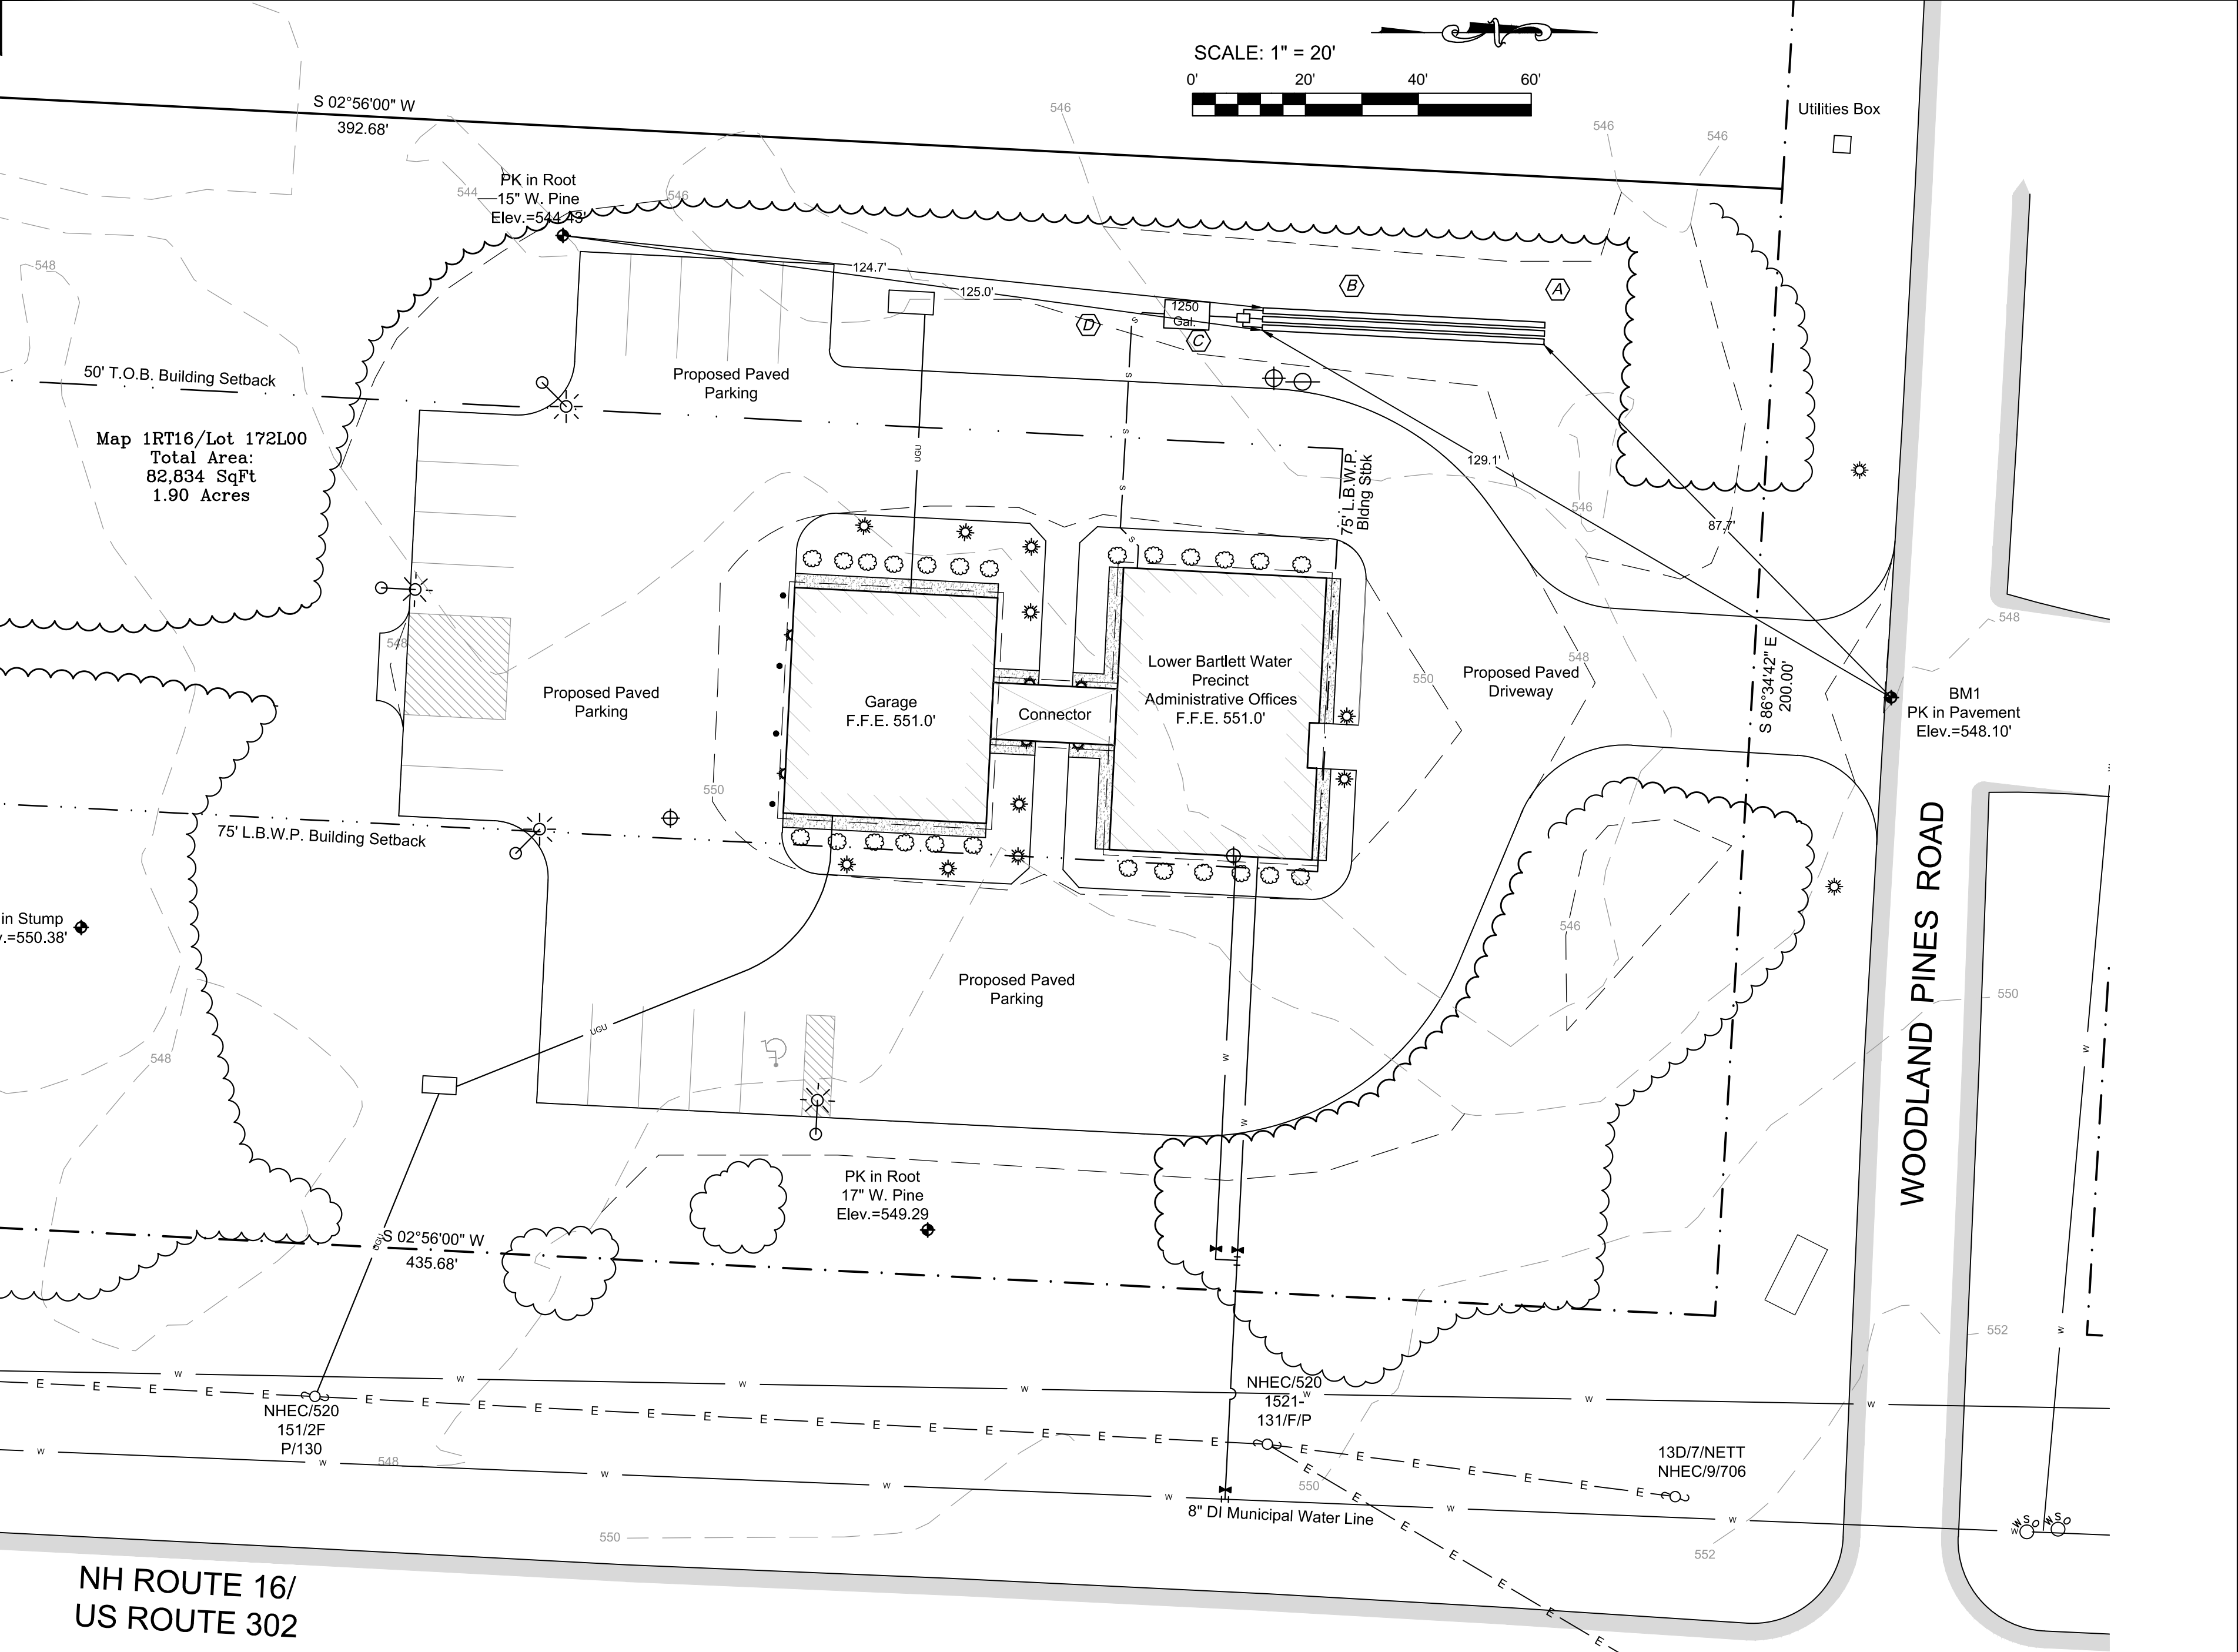 SCALE: 1" = 20'
0' 20' 40' 60'
S 02°56'00" W
392.68'
546
546
546
Utilities Box
PK in Root
15" W. Pine
Elev.=544.43'
544
546
548
124.7'
125.0'
B
A
1250
Gal.
D
C
S
50' T.O.B. Building Setback
Proposed Paved
Parking
S
Map 1RT16/Lot 172L00
Total Area:
82,834 SqFt
1.90 Acres
UGU
S
S
S
75' L.B.W.P.
Bldng Stbk
129.1'
546
87.7'
548
548
548
550
Garage
F.F.E. 551.0'
Connector
Lower Bartlett Water
Precinct
Administrative Offices
F.F.E. 551.0'
Proposed Paved
Driveway
Proposed Paved
Parking
S 86°34'42" E
200.00'
BM1
PK in Pavement
Elev.=548.10'
550
75' L.B.W.P. Building Setback
in Stump
.=550.38'
546
WOODLAND PINES ROAD
Proposed Paved
Parking
550
UGU
548
W
W
W
PK in Root
17" W. Pine
Elev.=549.29
UGU
S 02°56'00" W
435.68'
552
W
W W W W W W W
E E E E E E E E E E E E E E E E E E E E E E
NHEC/520
151/2F
P/130
NHEC/520
1521-
131/F/P
E E E E E E E
13D/7/NETT
NHEC/9/706
548
550
W W W W W W W
E E E E E E E
8" DI Municipal Water Line
550
552
W S O
W S O
W
NH ROUTE 16/
US ROUTE 302